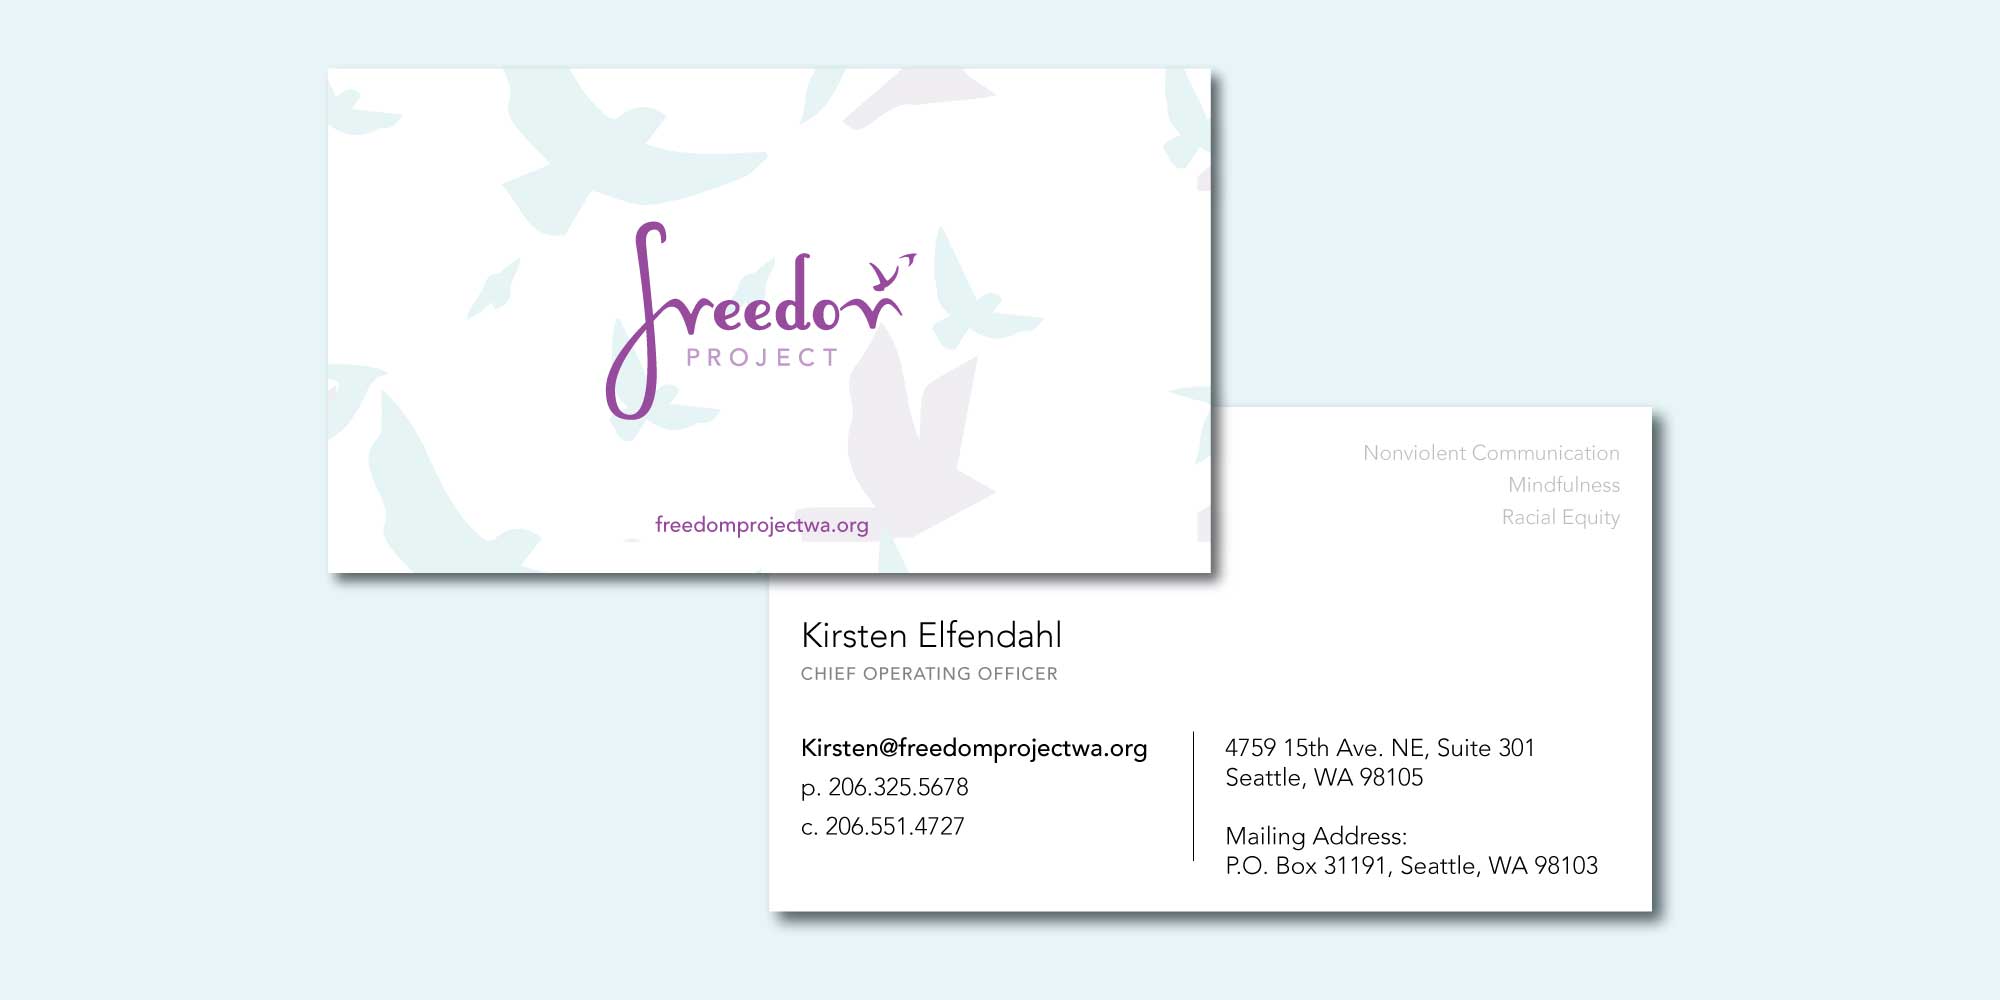 freedom
PROJECT
freedomprojectwa.org
Nonviolent Communication
Mindfulness
Racial Equity
Kirsten Elfendahl
CHIEF OPERATING OFFICER
Kirsten@freedomprojectwa.org
p. 206.325.5678
c. 206.551.4727
4759 15th Ave. NE, Suite 301
Seattle, WA 98105
Mailing Address:
P.O. Box 31191, Seattle, WA 98103